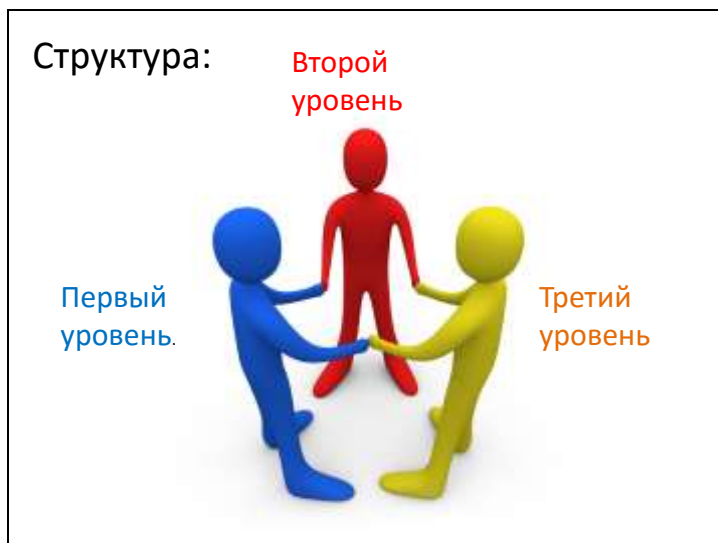 Структура:
Второй
уровень
Первый
уровень.
Третий
уровень